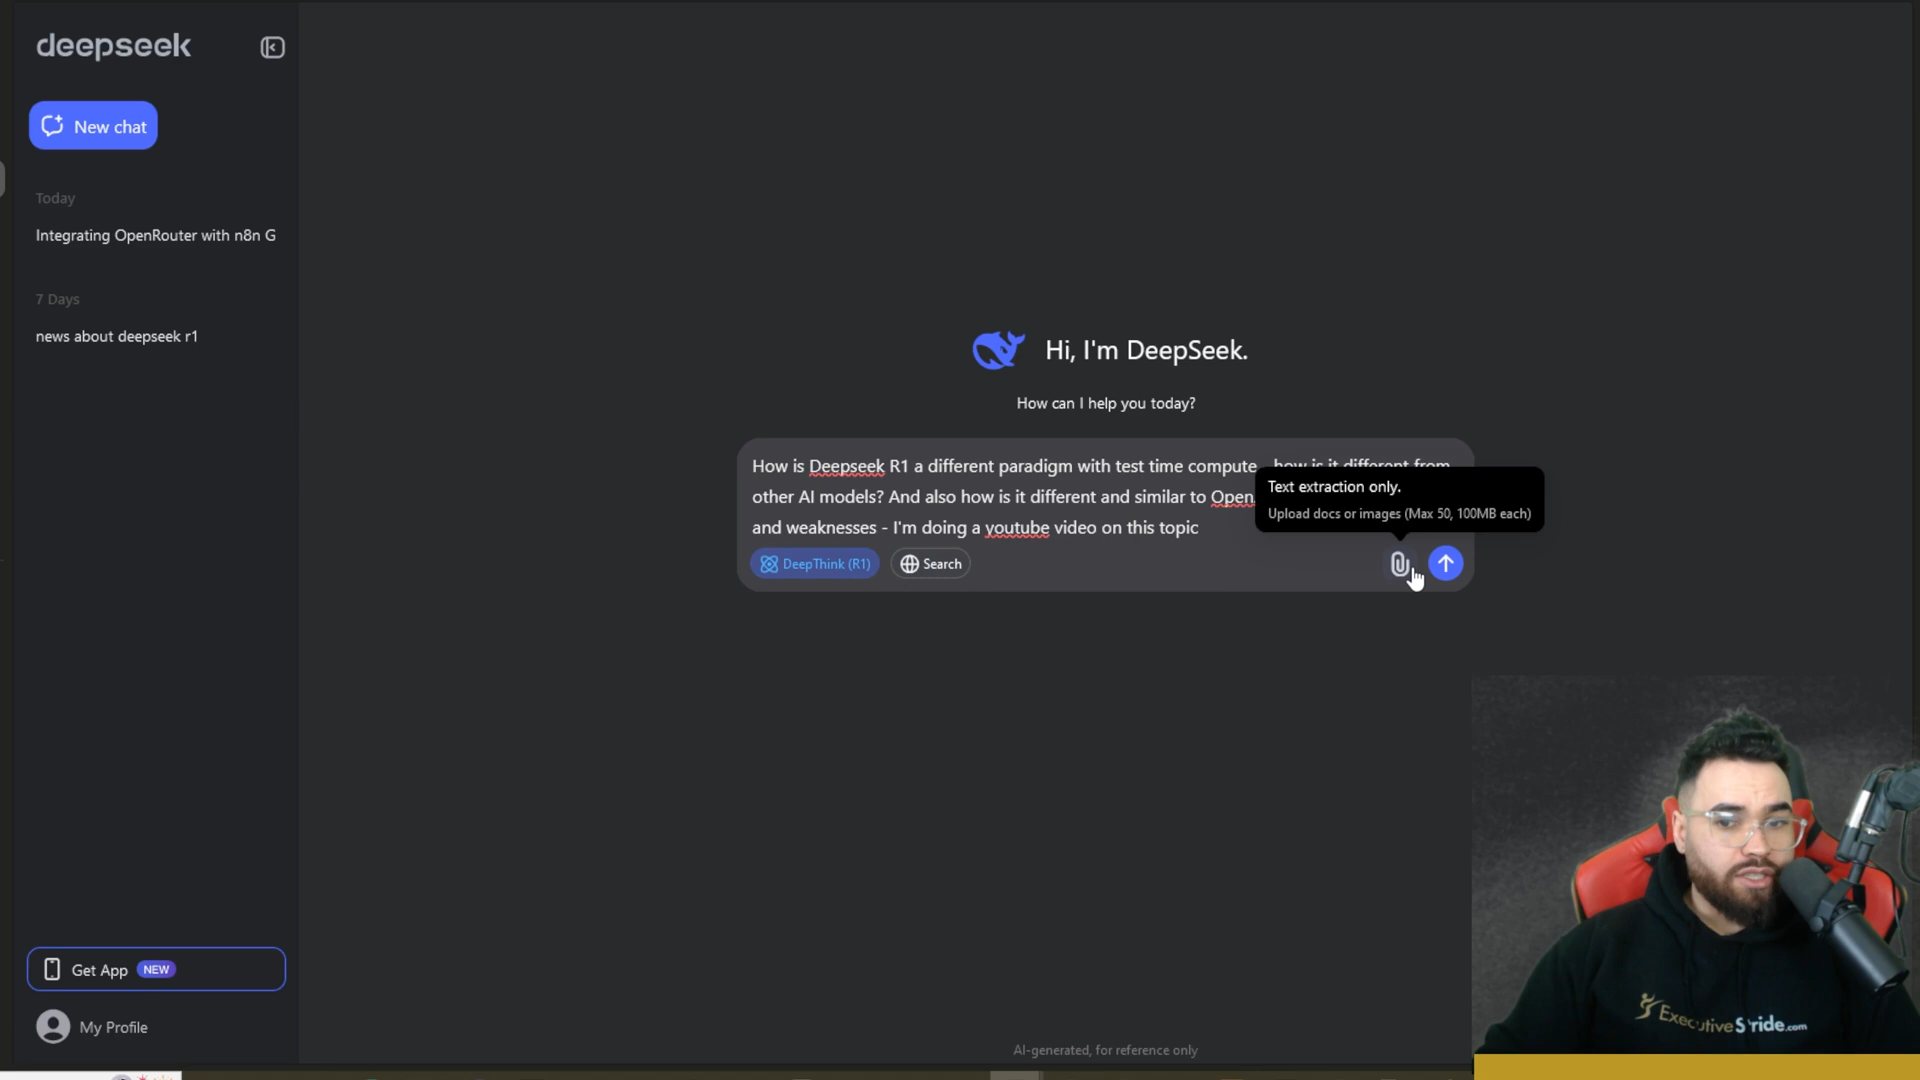 deepseek
New chat
Today
Integrating OpenRouter with n8n G
7 Days
news about deepseek r1
Hi, I'm DeepSeek.
How can I help you today?
How is Deepseek R1 a different paradigm with test time compute
other AI models? And also how is it different and similar to Open
and weaknesses - I'm doing a youtube video on this topic
Text extraction only.
Upload docs or images (Max 50, 100MB each)
DeepThink (R1)
Search
Get App NEW
My Profile
AI-generated, for reference only
ExecutiveStride.com